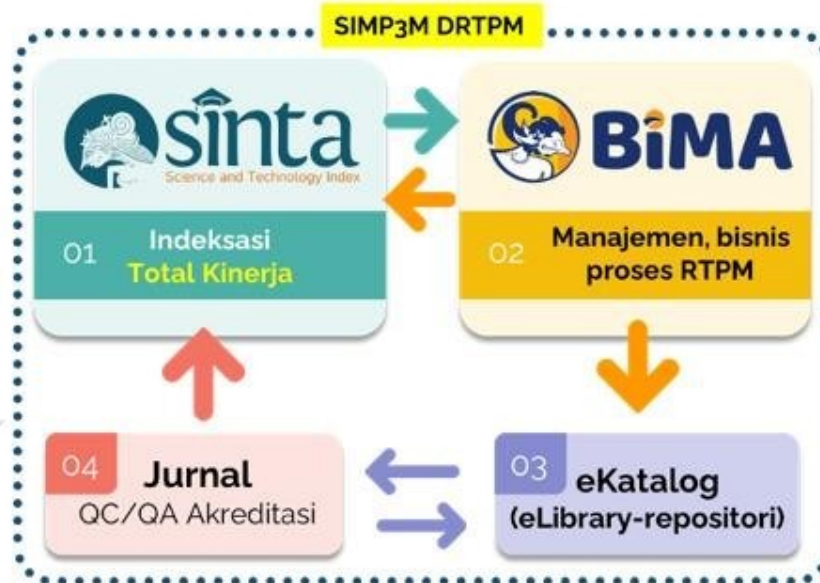 SIMP3M DRTPM
sinta
Science and Technology Index
01
Indeksasi
Total Kinerja
BiMA
02
Manajemen, bisnis
proses RTPM
04
Jurnal
QC/QA Akreditasi
03
eKatalog
(eLibrary-repositori)